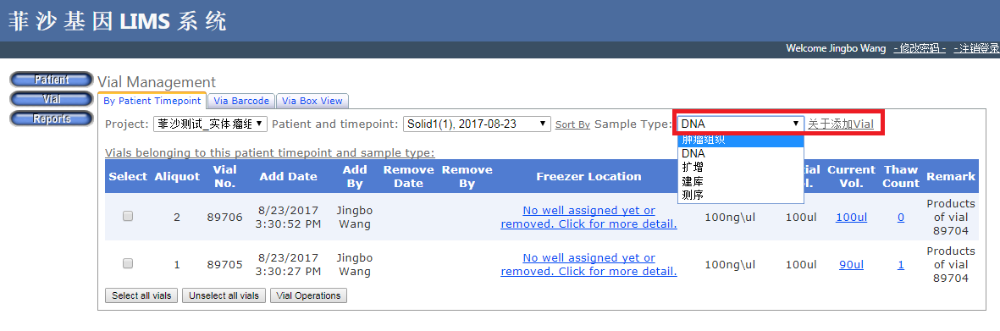 菲沙基因LIMS系统
Welcome Jingbo Wang -修改密码- -注销登录
Patient
Vial
Reports
Vial Management
By Patient Timepoint Via Barcode Via Box View
Project: 菲沙测试_实体瘤组 Patient and timepoint: Solid1(1), 2017-08-23 Sort By Sample Type: DNA 关于添加Vial
肿瘤组织
DNA
扩增
建库
测序
Vials belonging to this patient timepoint and sample type:
Select Aliquot Vial No. Add Date Add By Remove Date Remove By Freezer Location Current Vol. Thaw Count Remark
2 89706 8/23/2017 3:30:52 PM Jingbo Wang No well assigned yet or removed. Click for more detail. 100ng\ul 100ul 100ul 0 Products of vial 89704
1 89705 8/23/2017 3:30:27 PM Jingbo Wang No well assigned yet or removed. Click for more detail. 100ng\ul 100ul 90ul 1 Products of vial 89704
Select all vials Unselect all vials Vial Operations